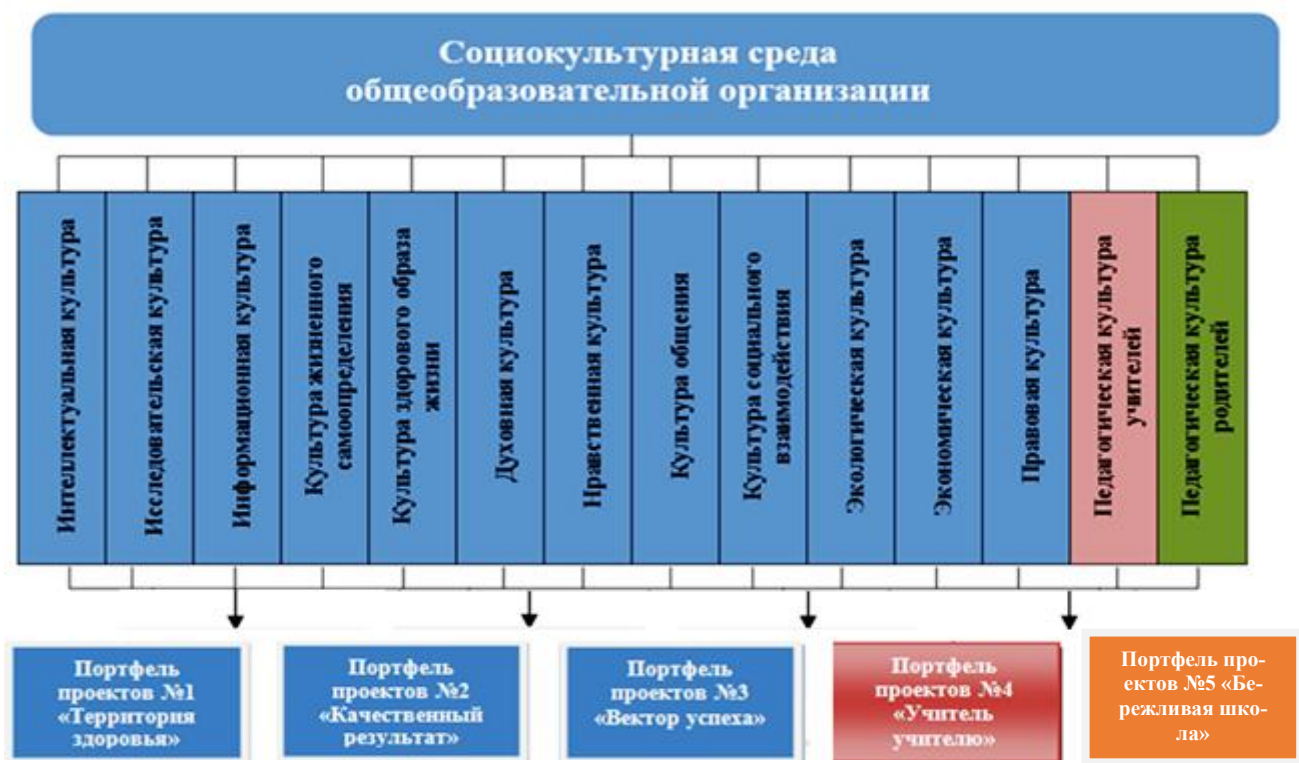 Социокультурная среда
общеобразовательной организации
Интеллектуальная культура
Исследовательская культура
Информационная культура
Культура жизненного
самоопределения
Культура здорового образа
жизни
Духовная культура
Нравственная культура
Культура общения
Культура социального
взаимодействия
Экологическая культура
Экономическая культура
Правовая культура
Педагогическая культура
учителей
Педагогическая культура
родителей
Портфель
проектов №1
«Территория
здоровья»
Портфель
проектов №2
«Качественный
результат»
Портфель
проектов №3
«Вектор успеха»
Портфель
проектов №4
«Учитель
учителю»
Портфель про-
ектов №5 «Бе-
режливая шко-
ла»